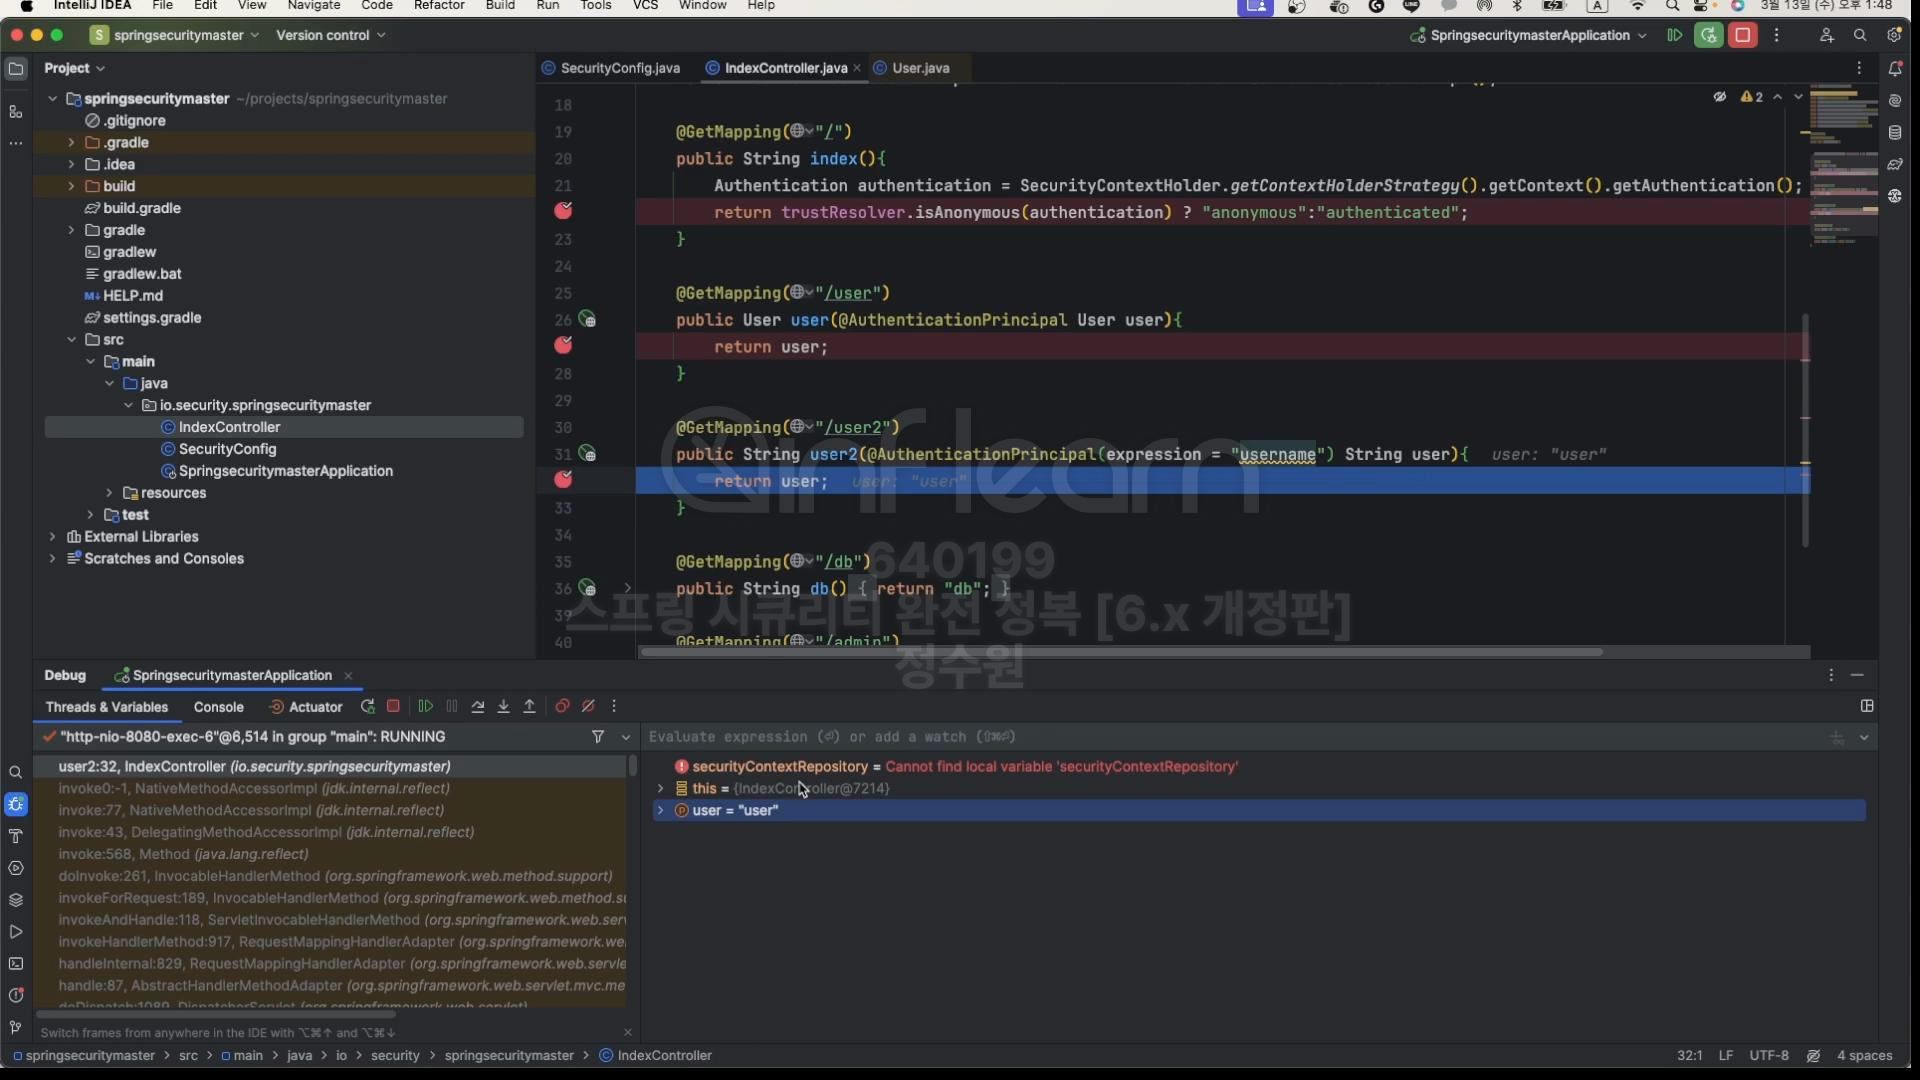 IntelliJ IDEA File Edit View Navigate Code Refactor Build Run Tools VCS Window Help A 3월 13일 (수) 오후 1:48
S springsecuritymaster Version control SpringsecuritymasterApplication
Project SecurityConfig.java IndexController.java User.java
springsecuritymaster ~/projects/springsecuritymaster
.gitignore
.gradle
.idea
build
build.gradle
gradle
gradlew
gradlew.bat
M↓ HELP.md
settings.gradle
src
main
java
io.security.springsecuritymaster
IndexController
SecurityConfig
SpringsecuritymasterApplication
resources
test
External Libraries
Scratches and Consoles
2
18
19 @GetMapping("/")
20 public String index(){
21 Authentication authentication = SecurityContextHolder.getContextHolderStrategy().getContext().getAuthentication();
return trustResolver.isAnonymous(authentication) ? "anonymous":"authenticated";
23 }
24
25 @GetMapping("/user")
26 public User user(@AuthenticationPrincipal User user){
return user;
28 }
29
30 @GetMapping("/user2")
31 public String user2(@AuthenticationPrincipal(expression = "username") String user){ user: "user"
return user; user: "user"
33 }
34
35 @GetMapping("/db")
36 public String db() { return "db"; }
39
40 @GetMapping("/admin")
inflearn
640199
스프링 시큐리티 완전 정복 [6.x 개정판]
정수원
Debug SpringsecuritymasterApplication
Threads & Variables Console Actuator
"http-nio-8080-exec-6"@6,514 in group "main": RUNNING
user2:32, IndexController (io.security.springsecuritymaster)
invoke0:-1, NativeMethodAccessorImpl (jdk.internal.reflect)
invoke:77, NativeMethodAccessorImpl (jdk.internal.reflect)
invoke:43, DelegatingMethodAccessorImpl (jdk.internal.reflect)
invoke:568, Method (java.lang.reflect)
doInvoke:261, InvocableHandlerMethod (org.springframework.web.method.support)
invokeForRequest:189, InvocableHandlerMethod (org.springframework.web.method.su
invokeAndHandle:118, ServletInvocableHandlerMethod (org.springframework.web.serv
invokeHandlerMethod:917, RequestMappingHandlerAdapter (org.springframework.we
handleInternal:829, RequestMappingHandlerAdapter (org.springframework.web.servle
handle:87, AbstractHandlerMethodAdapter (org.springframework.web.servlet.mvc.me
doDispatch:1089, DispatcherServlet (org.springframework.web.servlet)
Switch frames from anywhere in the IDE with ⌥⌘↑ and ⌥⌘↓
Evaluate expression (⏎) or add a watch (⇧⌘⏎)
securityContextRepository = Cannot find local variable 'securityContextRepository'
this = {IndexController@7214}
user = "user"
springsecuritymaster > src > main > java > io > security > springsecuritymaster > IndexController 32:1 LF UTF-8 4 spaces